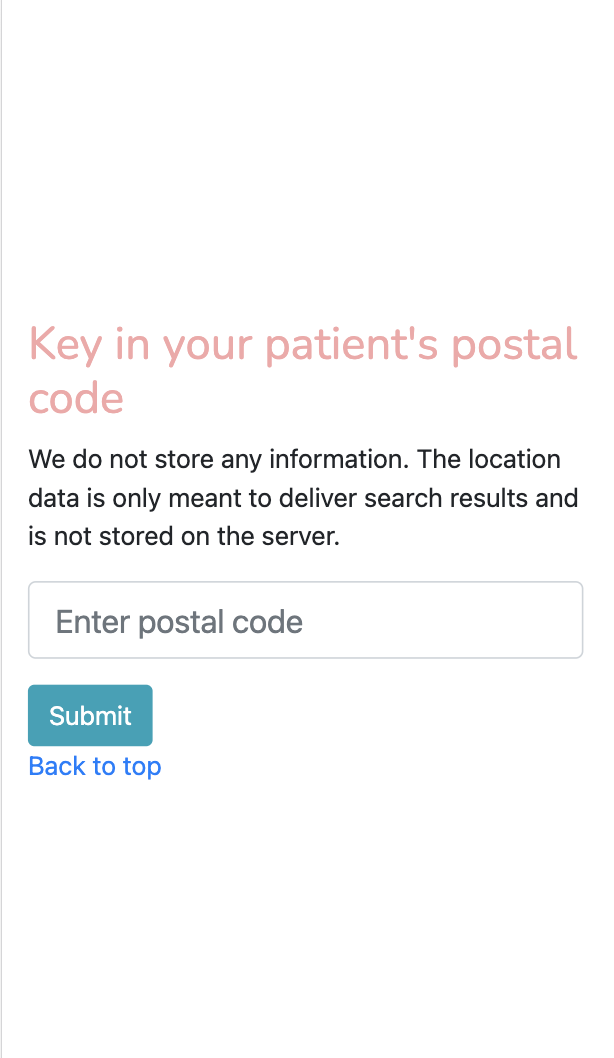 Key in your patient's postal
code
We do not store any information. The location
data is only meant to deliver search results and
is not stored on the server.
Enter postal code
Submit
Back to top